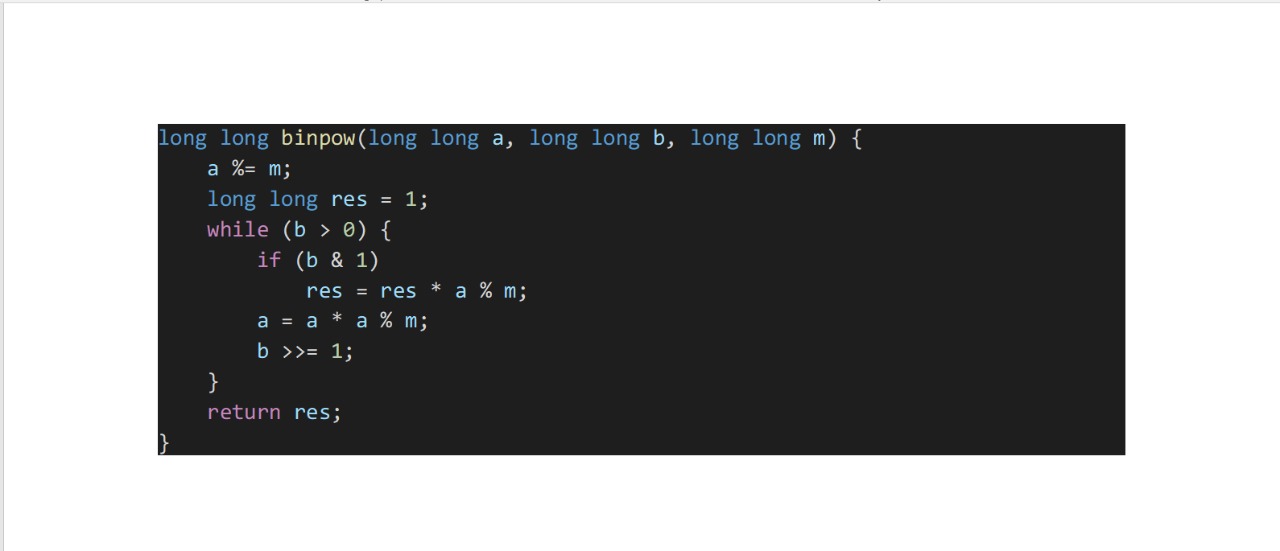 long long binpow(long long a, long long b, long long m) {
    a %= m;
    long long res = 1;
    while (b > 0) {
        if (b & 1)
            res = res * a % m;
        a = a * a % m;
        b >>= 1;
    }
    return res;
}